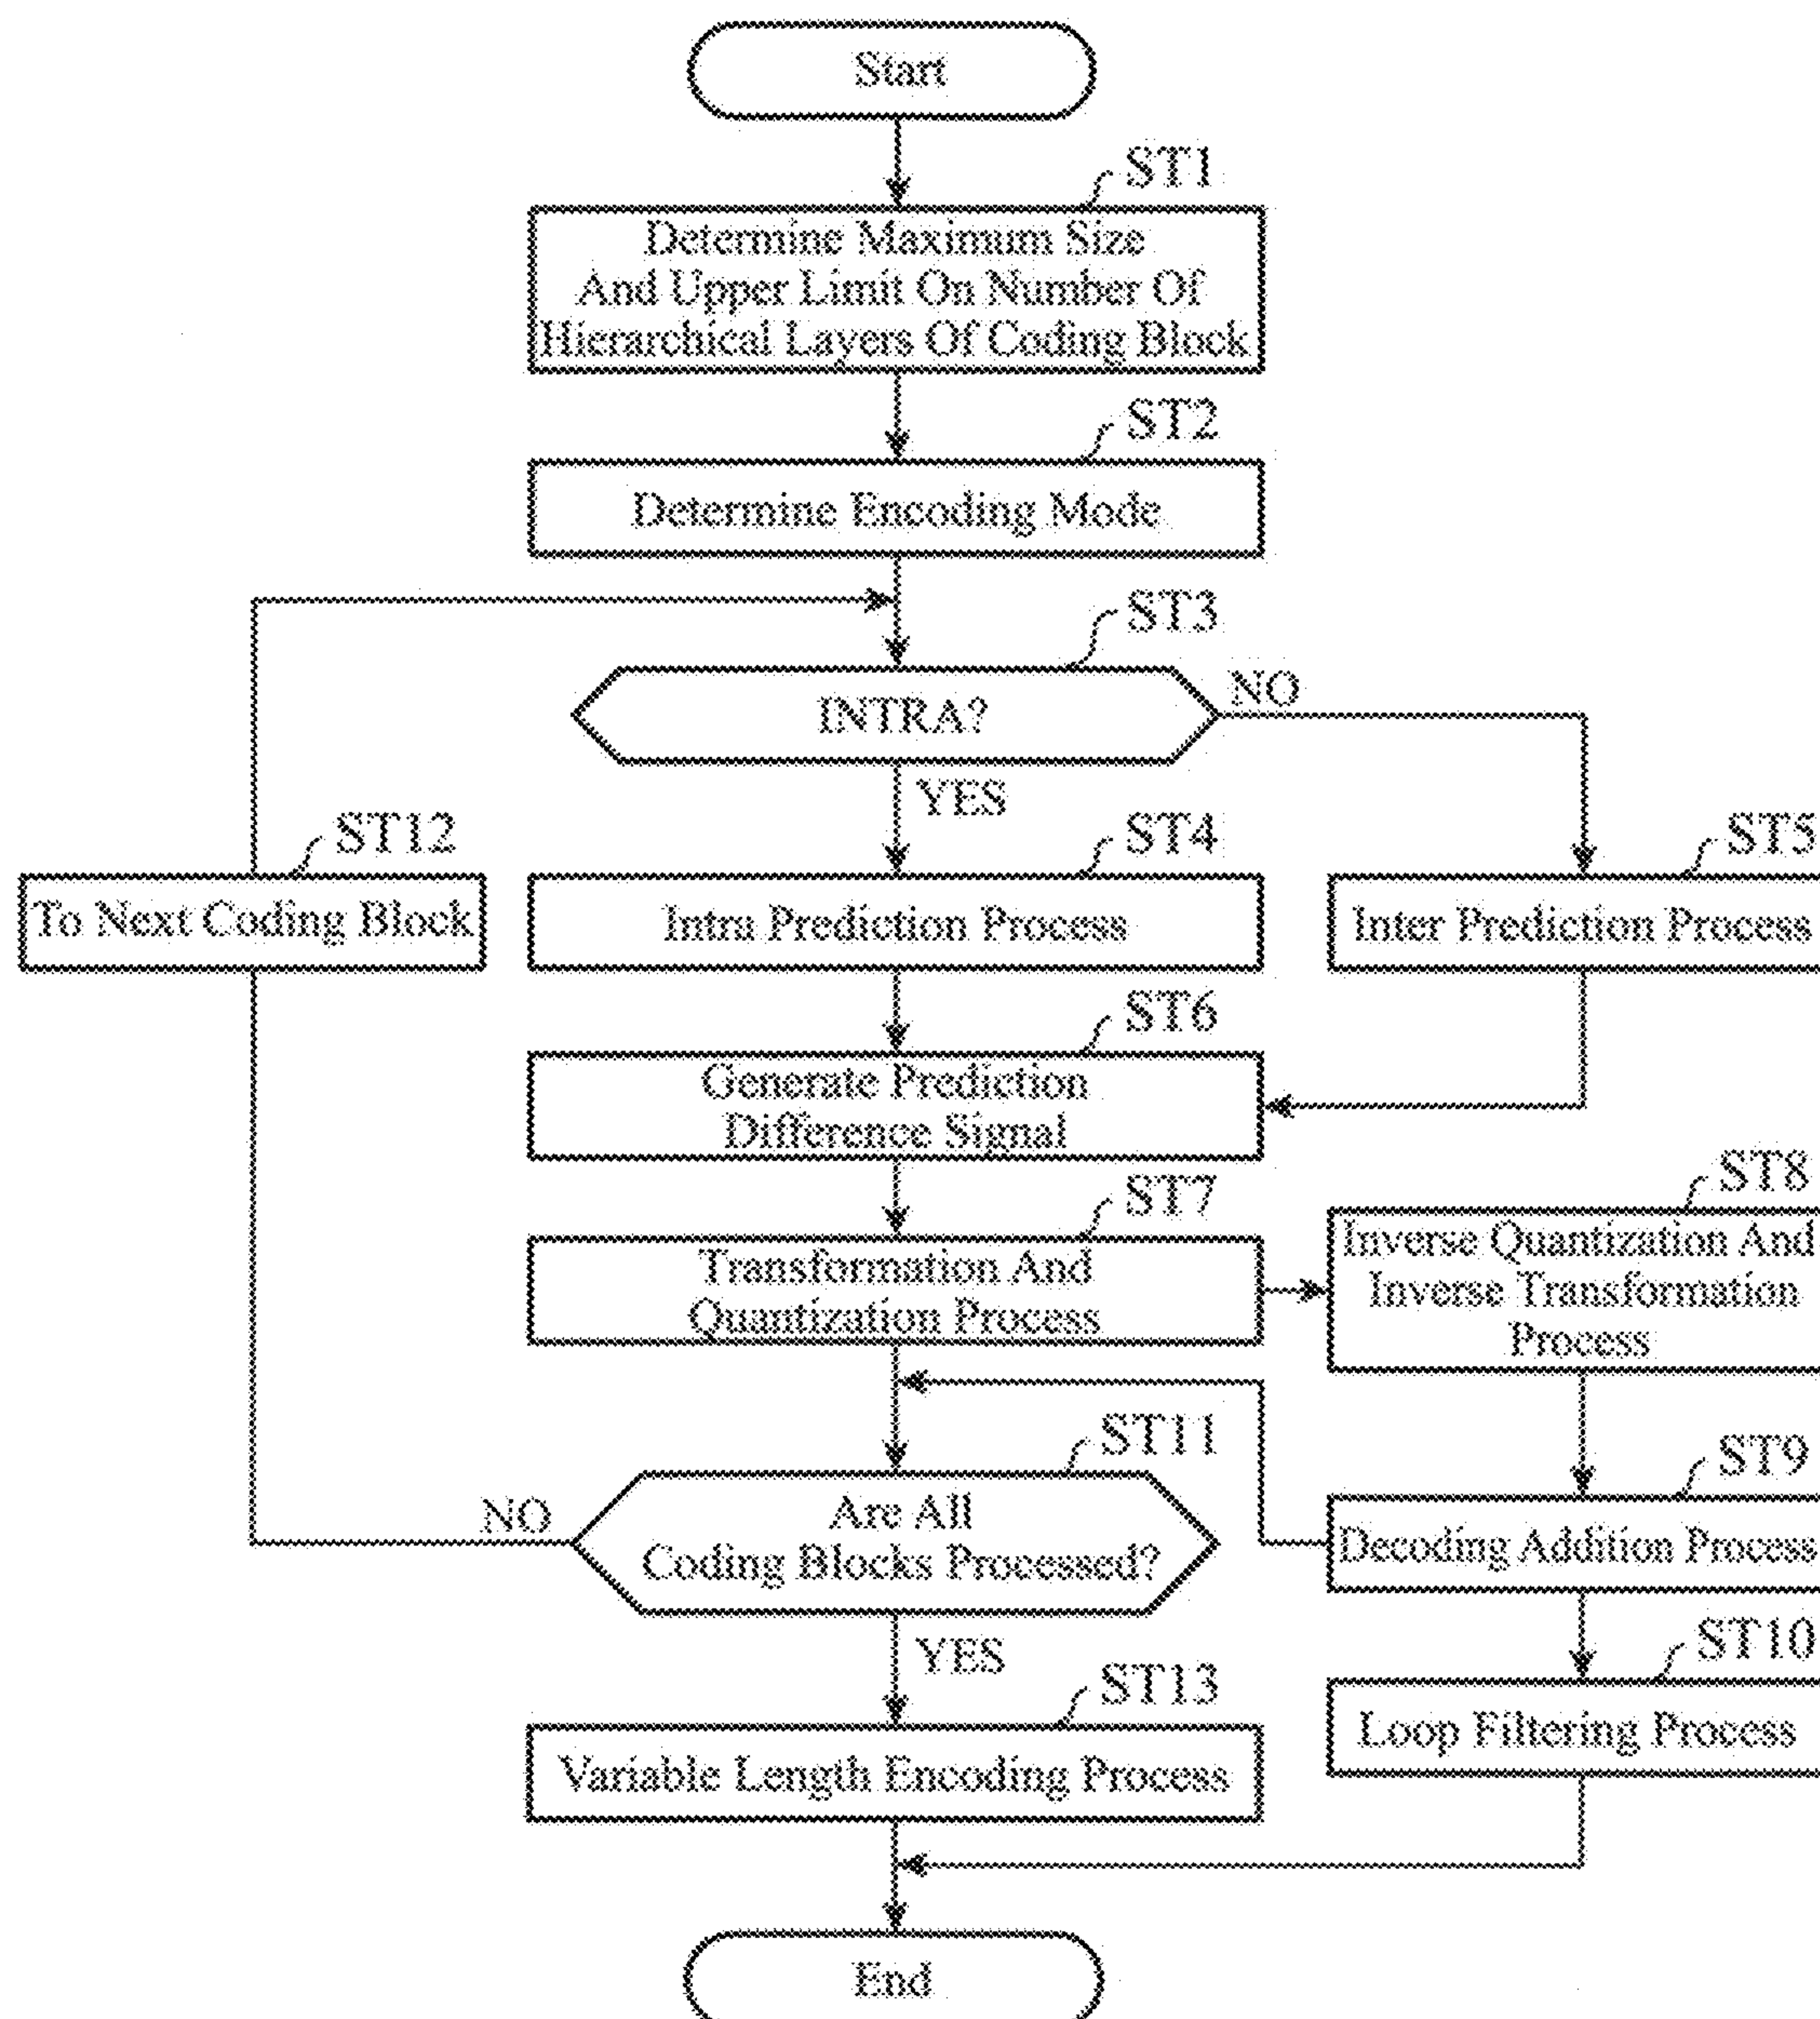 Start
ST1
Determine Maximum Size
And Upper Limit On Number Of
Hierarchical Layers Of Coding Block
ST2
Determine Encoding Mode
ST3
INTRA?
NO
YES
ST12
To Next Coding Block
ST4
Intra Prediction Process
ST5
Inter Prediction Process
ST6
Generate Prediction
Difference Signal
ST7
Transformation And
Quantization Process
ST8
Inverse Quantization And
Inverse Transformation
Process
ST11
Are All
Coding Blocks Processed?
NO
YES
ST9
Decoding Addition Process
ST10
Loop Filtering Process
ST13
Variable Length Encoding Process
End